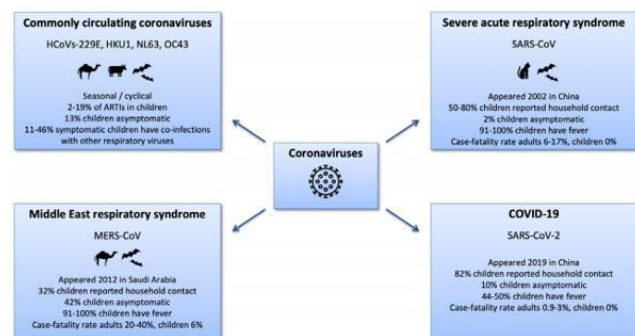 Commonly circulating coronaviruses
HCoVs-229E, HKU1, NL63, OC43
Seasonal / cyclical
2-19% of ARTIs in children
13% children asymptomatic
11-46% symptomatic children have co-infections
with other respiratory viruses
Severe acute respiratory syndrome
SARS-CoV
Appeared 2002 in China
50-80% children reported household contact
2% children asymptomatic
91-100% children have fever
Case-fatality rate adults 6-17%, children 0%
Coronaviruses
Middle East respiratory syndrome
MERS-CoV
Appeared 2012 in Saudi Arabia
32% children reported household contact
42% children asymptomatic
91-100% children have fever
Case-fatality rate adults 20-40%, children 6%
COVID-19
SARS-CoV-2
Appeared 2019 in China
82% children reported household contact
10% children asymptomatic
44-50% children have fever
Case-fatality rate adults 0.9-3%, children 0%